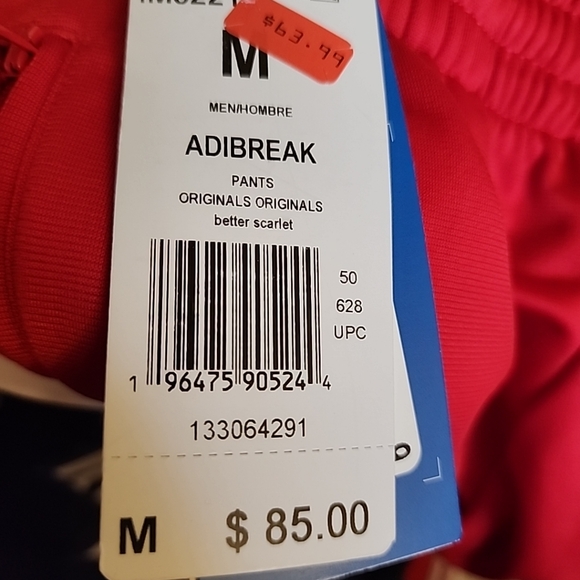 $63.99
M
MEN/HOMBRE
ADIBREAK
PANTS
ORIGINALS ORIGINALS
better scarlet
50
628
UPC
1 96475 90524 4
133064291
M $ 85.00